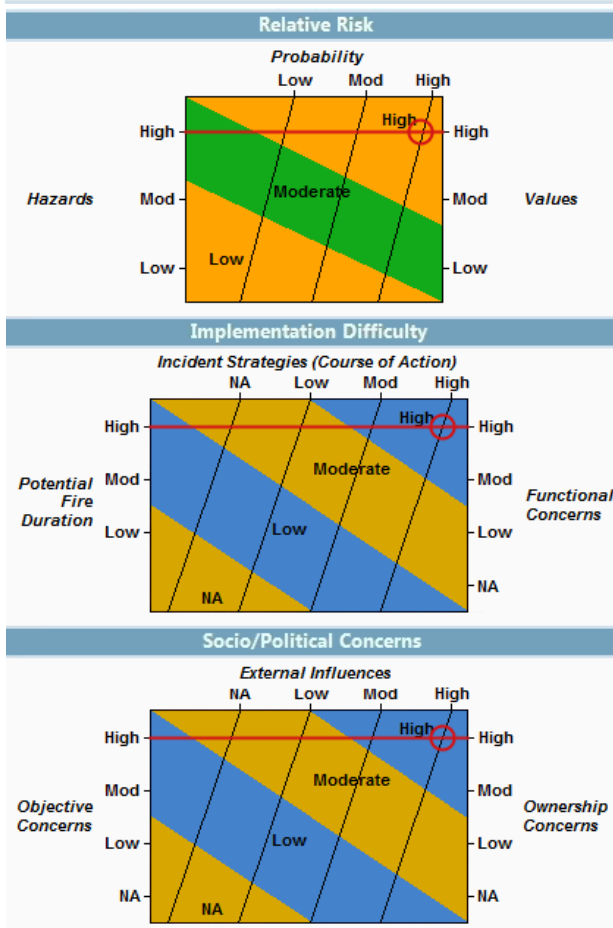 Relative Risk
Probability
Low Mod High
High High High
Hazards Mod Moderate Mod Values
Low Low Low
Implementation Difficulty
Incident Strategies (Course of Action)
NA Low Mod High
High High High
Moderate
Potential Fire Duration Mod Mod Functional Concerns
Low Low Low
NA NA
Socio/Political Concerns
External Influences
NA Low Mod High
High High High
Moderate
Objective Concerns Mod Mod Ownership Concerns
Low Low Low
NA NA NA